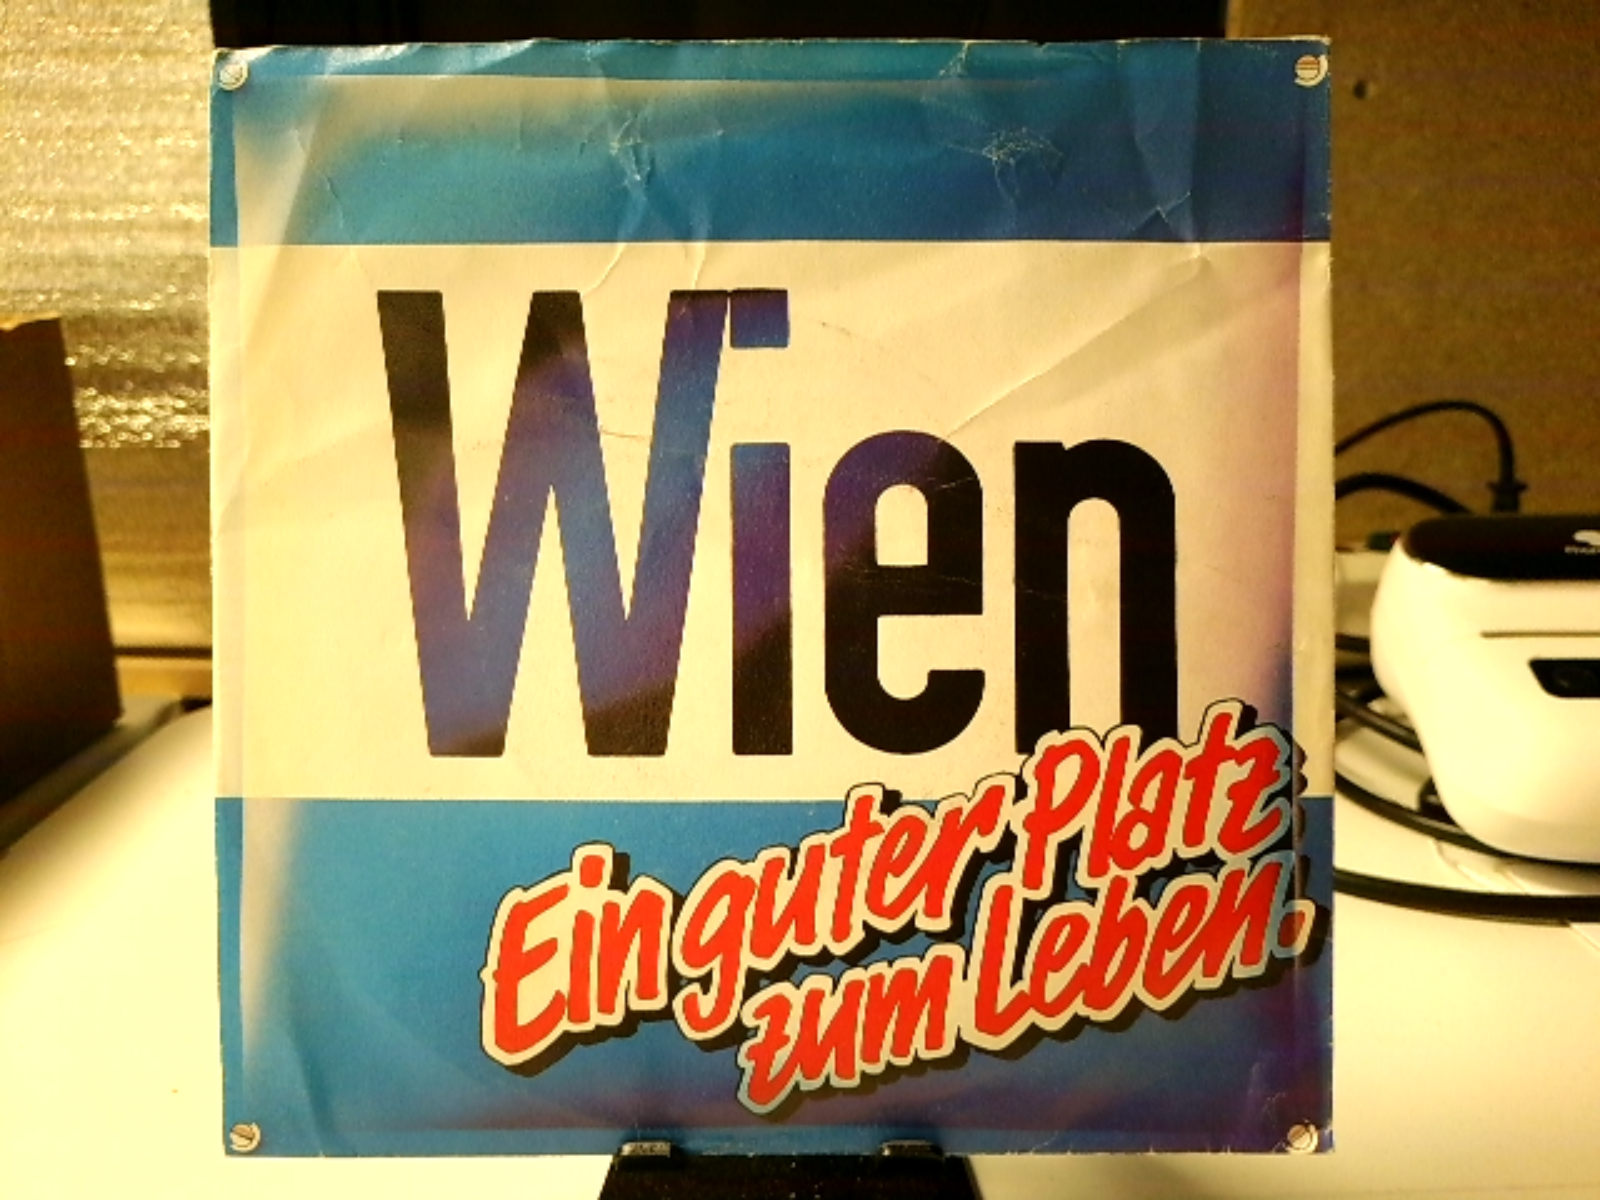 Wien
Ein guter Platz
zum Leben.